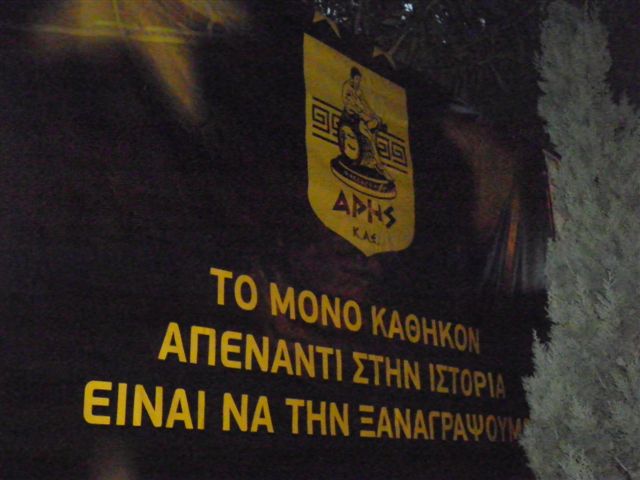 ΑΡΗΣ
Κ.Α.Ε.
ΤΟ ΜΟΝΟ ΚΑΘΗΚΟΝ
ΑΠΕΝΑΝΤΙ ΣΤΗΝ ΙΣΤΟΡΙΑ
ΕΙΝΑΙ ΝΑ ΤΗΝ ΞΑΝΑΓΡΑΨΟΥΜ